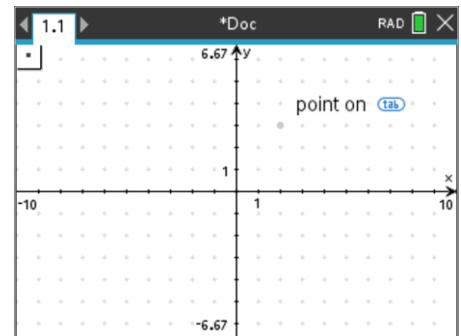 1.1 *Doc RAD
6.67 y
point on tab
1
x
-10 1 10
-6.67